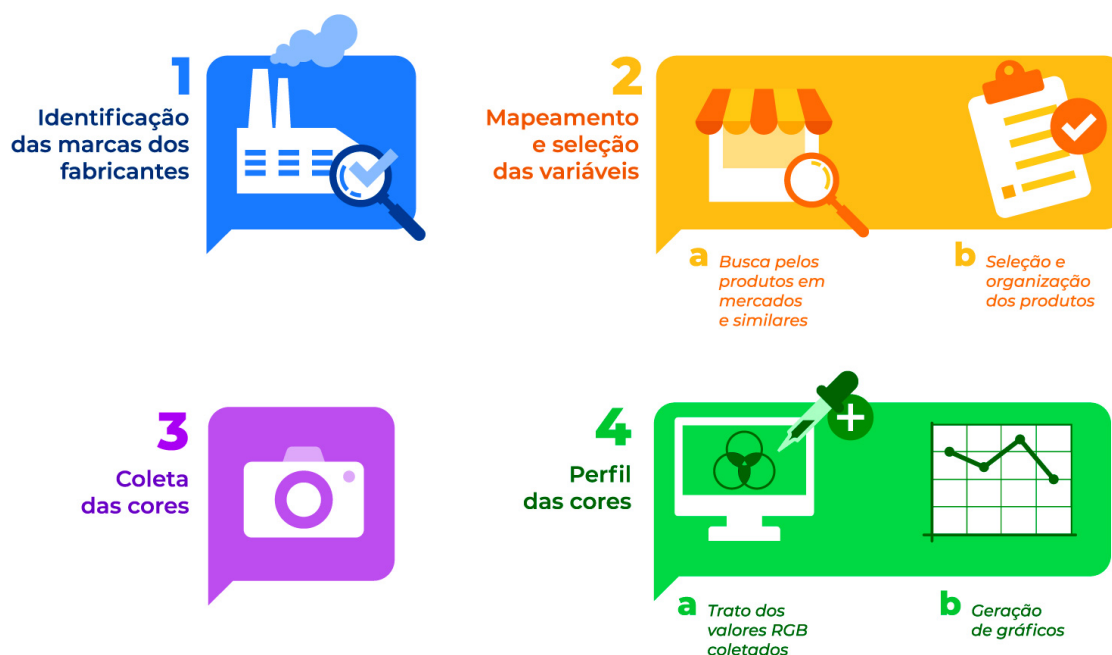 1
Identificação
das marcas dos
fabricantes
2
Mapeamento
e seleção
das variáveis
a Busca pelos
produtos em
mercados
e similares
b Seleção e
organização
dos produtos
3
Coleta
das cores
4
Perfil
das cores
a Trato dos
valores RGB
coletados
b Geração
de gráficos